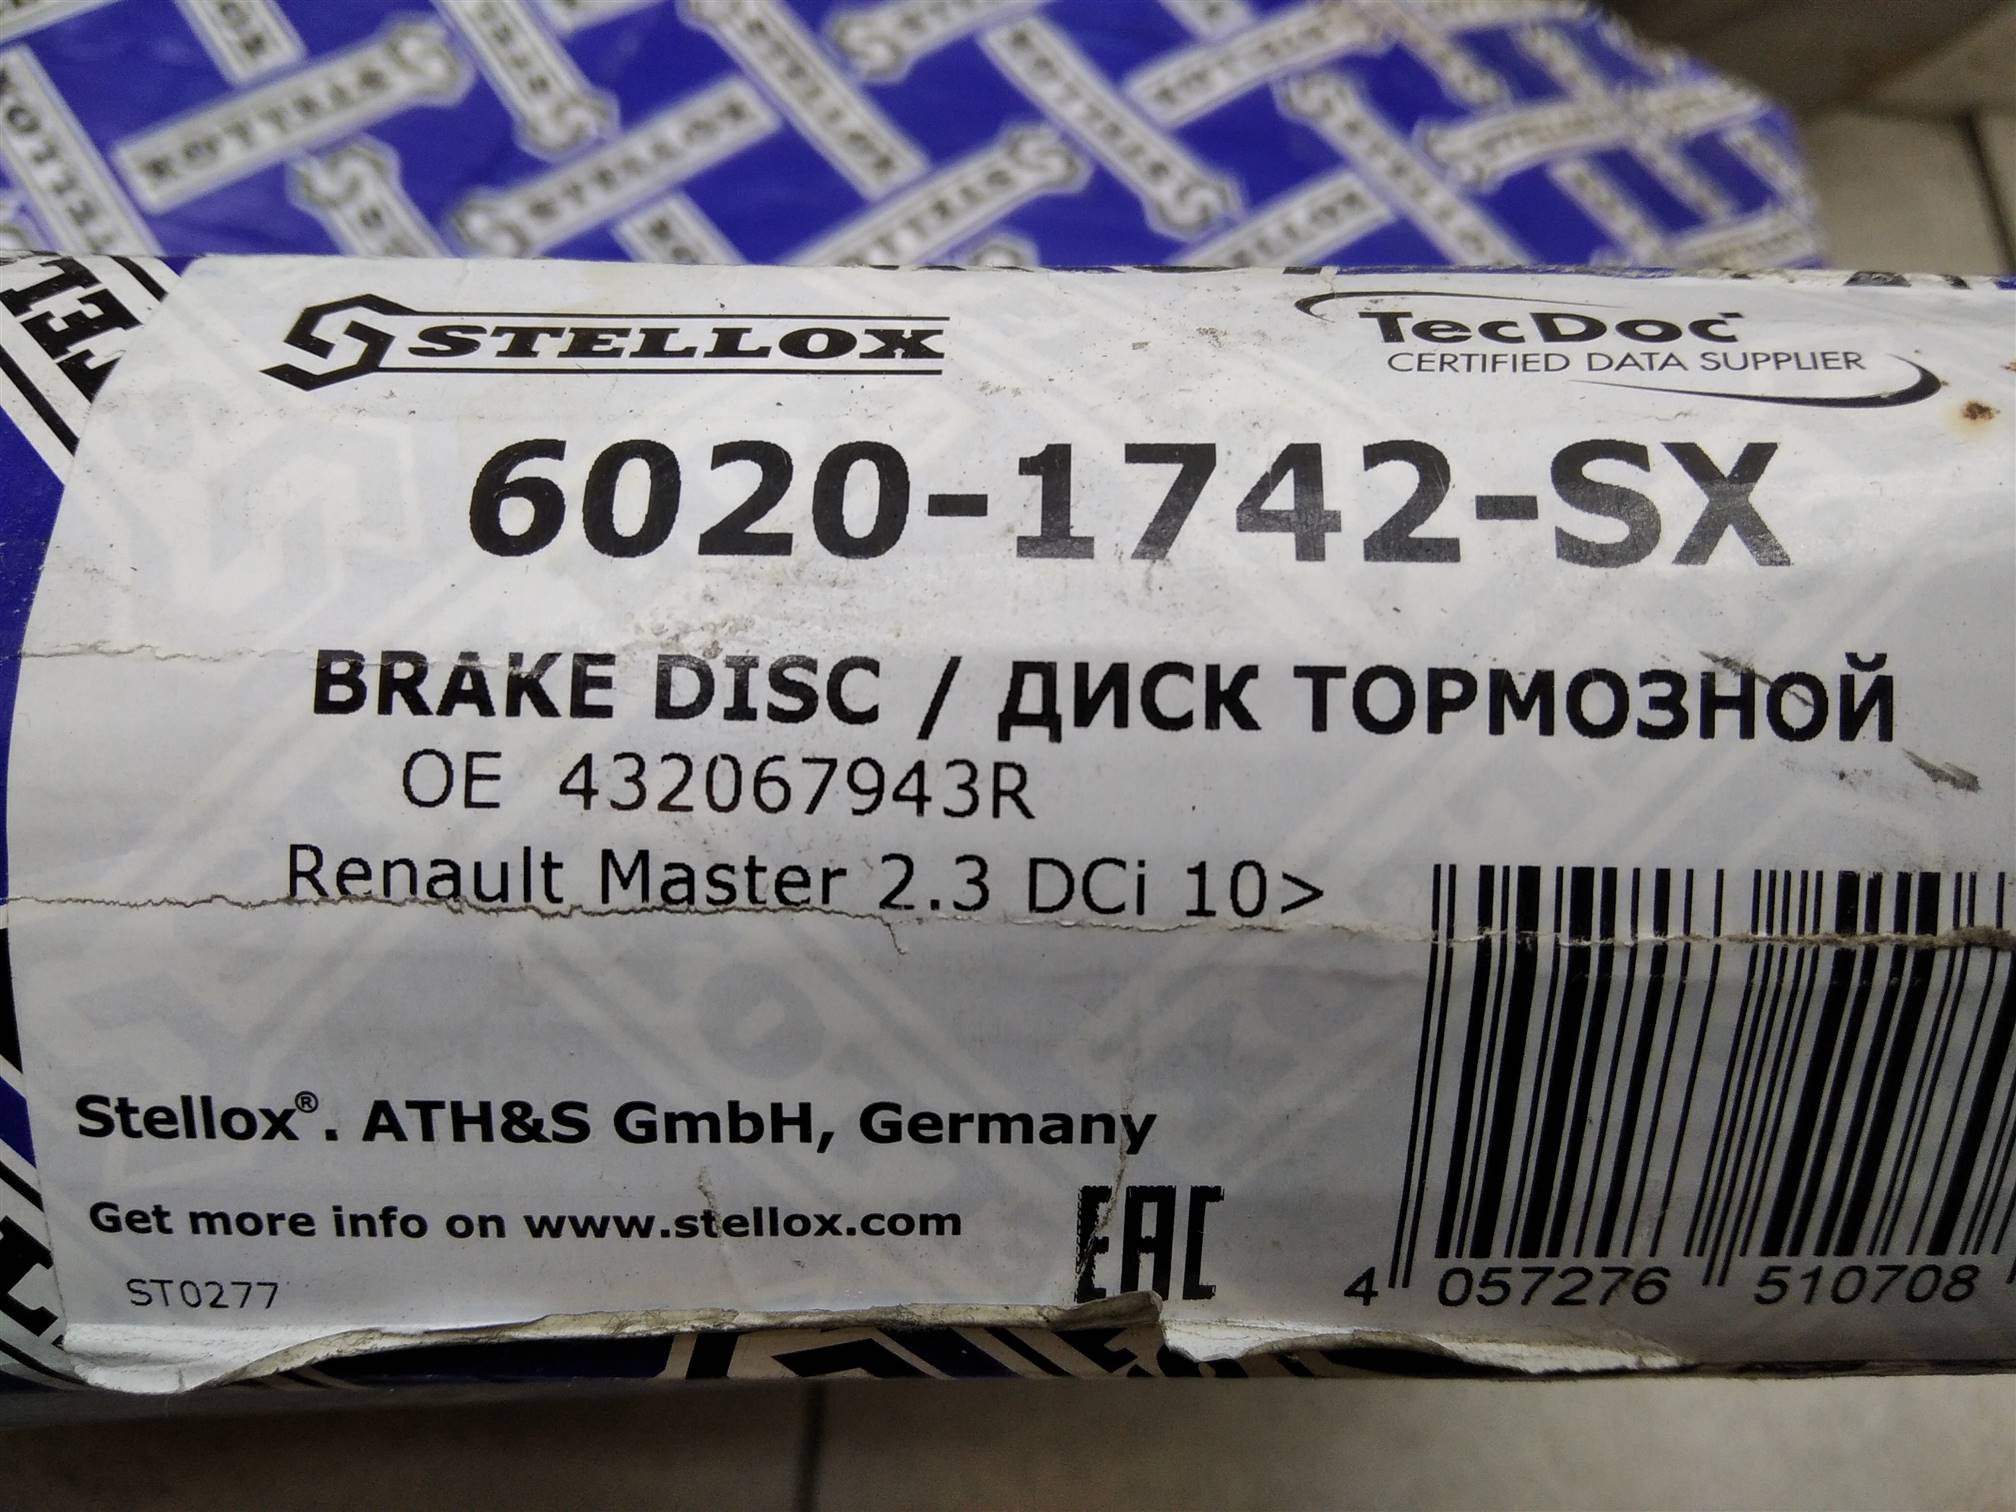 STELLOX
TecDoc
CERTIFIED DATA SUPPLIER
6020-1742-SX
BRAKE DISC / ДИСК ТОРМОЗНОЙ
OE 432067943R
Renault Master 2.3 DCi 10>
Stellox®. ATH&S GmbH, Germany
Get more info on www.stellox.com
EAC
ST0277
4 057276 510708